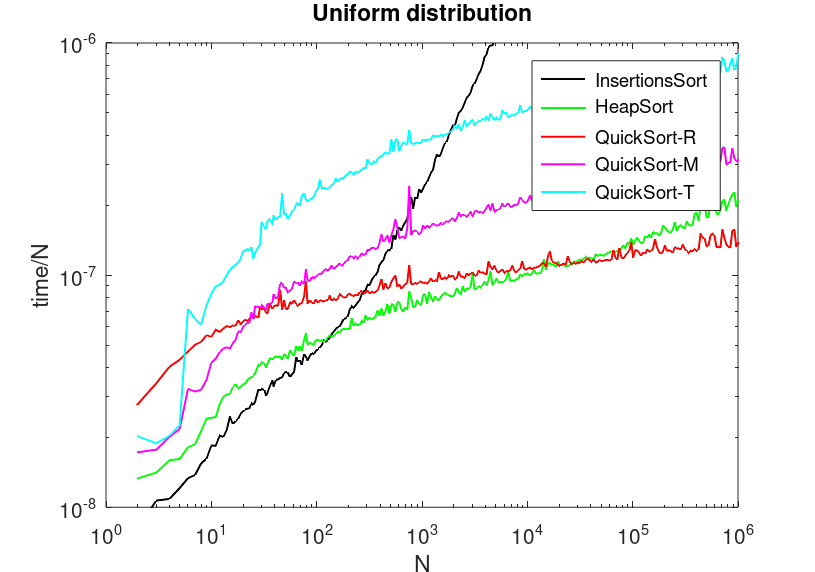 Uniform distribution
10^-6
InsertionsSort
HeapSort
QuickSort-R
QuickSort-M
QuickSort-T
time/N
10^-7
10^-8
10^0 10^1 10^2 10^3 10^4 10^5 10^6
N